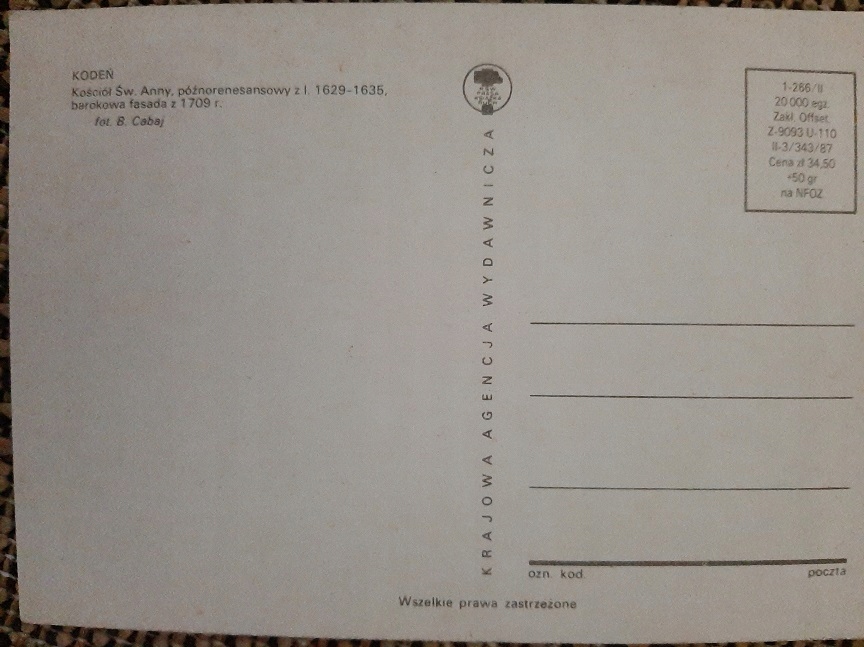 KODEŃ
Kościół Św. Anny, późnorenesansowy z l. 1629-1635,
barokowa fasada z 1709 r.
fot. B. Cabaj
KRAJOWA AGENCJA WYDAWNICZA
1-266/II
20 000 egz.
Zakł. Offset.
Z-9093 U-110
II-3/343/87
Cena zł 34,50
+50 gr
na NFOZ
ozn. kod.
poczta
Wszelkie prawa zastrzeżone